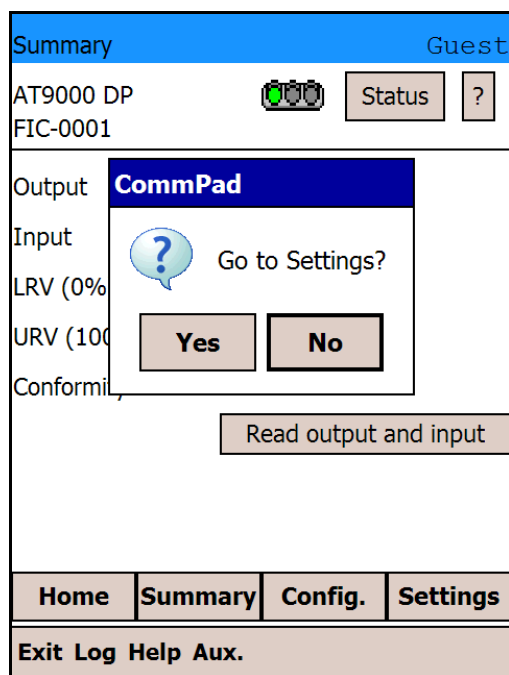 Summary Guest
AT9000 DP Status ?
FIC-0001
Output
CommPad
Input
? Go to Settings?
LRV (0%
URV (100
Yes No
Conformity
Read output and input
Home Summary Config. Settings
Exit Log Help Aux.